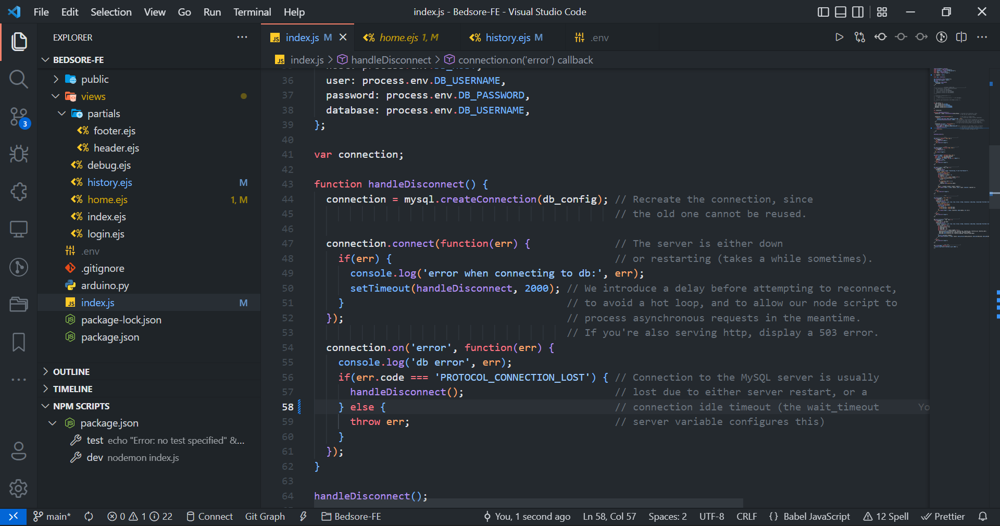 File Edit Selection View Go Run Terminal Help
index.js - Bedsore-FE - Visual Studio Code
EXPLORER
BEDSORE-FE
public
views
partials
footer.ejs
header.ejs
debug.ejs
history.ejs M
home.ejs 1, M
index.ejs
login.ejs
.env
.gitignore
arduino.py
JS index.js M
package-lock.json
package.json
OUTLINE
TIMELINE
NPM SCRIPTS
package.json
test echo "Error: no test specified" &...
dev nodemon index.js
3
JS index.js M home.ejs 1, M history.ejs M .env
JS index.js > handleDisconnect > connection.on('error') callback
36 user: process.env.DB_USERNAME,
37 password: process.env.DB_PASSWORD,
38 database: process.env.DB_USERNAME,
39 };
40
41 var connection;
42
43 function handleDisconnect() {
44 connection = mysql.createConnection(db_config); // Recreate the connection, since
45 // the old one cannot be reused.
46
47 connection.connect(function(err) { // The server is either down
48 if(err) { // or restarting (takes a while sometimes).
49 console.log('error when connecting to db:', err);
50 setTimeout(handleDisconnect, 2000); // We introduce a delay before attempting to reconnect,
51 } // to avoid a hot loop, and to allow our node script to
52 }); // process asynchronous requests in the meantime.
53 // If you're also serving http, display a 503 error.
54 connection.on('error', function(err) {
55 console.log('db error', err);
56 if(err.code === 'PROTOCOL_CONNECTION_LOST') { // Connection to the MySQL server is usually
57 handleDisconnect(); // lost due to either server restart, or a
58 } else { // connection idle timeout (the wait_timeout Yo
59 throw err; // server variable configures this)
60 }
61 });
62 }
63
64 handleDisconnect();
main* 0 1 22 Connect Git Graph Bedsore-FE You, 1 second ago Ln 58, Col 57 Spaces: 2 UTF-8 CRLF {} Babel JavaScript 12 Spell Prettier